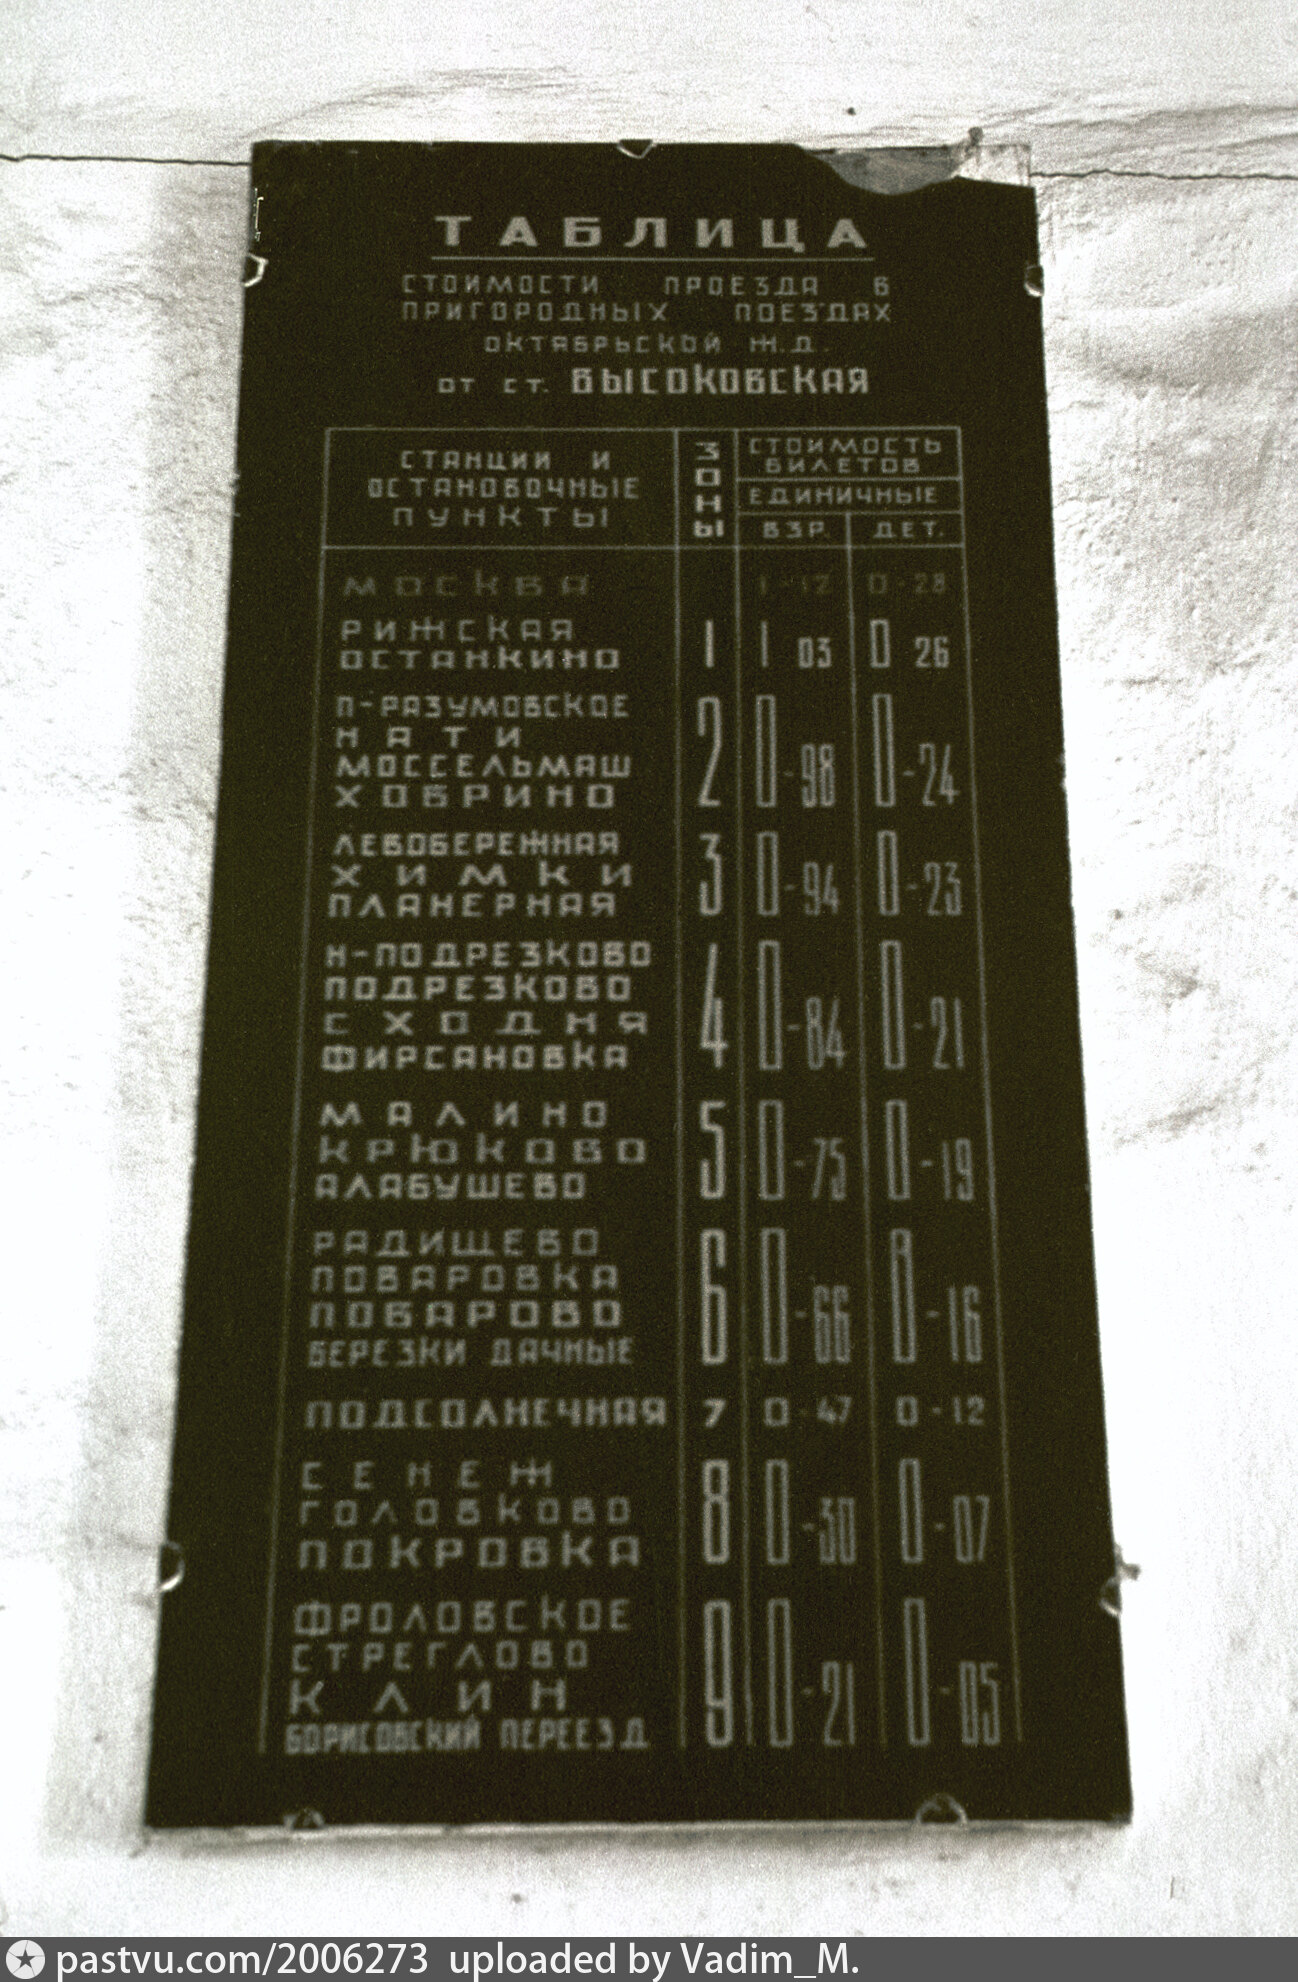 ТАБЛИЦА
СТОИМОСТИ ПРОЕЗДА В
ПРИГОРОДНЫХ ПОЕЗДАХ
ОКТЯБРЬСКОЙ Ж.Д.
ОТ СТ. ВЫСОКОВСКАЯ
СТАНЦИИ И
ОСТАНОВОЧНЫЕ
ПУНКТЫ
ЗОНЫ
СТОИМОСТЬ
БИЛЕТОВ
ЕДИНИЧНЫЕ
ВЗР. ДЕТ.
МОСКВА 1-12 0-28
РИЖСКАЯ
ОСТАНКИНО 1 1 03 0 26
П-РАЗУМОВСКОЕ
НАТИ
МОССЕЛЬМАШ
ХОВРИНО 2 0-98 0-24
ЛЕВОБЕРЕЖНАЯ
ХИМКИ
ПЛАНЕРНАЯ 3 0-94 0-23
Н-ПОДРЕЗКОВО
ПОДРЕЗКОВО
СХОДНЯ
ФИРСАНОВКА 4 0-84 0-21
МАЛИНО
КРЮКОВО
АЛАБУШЕВО 5 0-75 0-19
РАДИЩЕВО
ПОВАРОВКА
ПОВАРОВО
БЕРЕЗКИ ДАЧНЫЕ 6 0-66 0-16
ПОДСОЛНЕЧНАЯ 7 0-47 0-12
СЕНЕЖ
ГОЛОВКОВО
ПОКРОВКА 8 0-30 0-07
ФРОЛОВСКОЕ
СТРЕГЛОВО
КЛИН
БОРИСОВСКИЙ ПЕРЕЕЗД 9 0-21 0-05
pastvu.com/2006273 uploaded by Vadim_M.